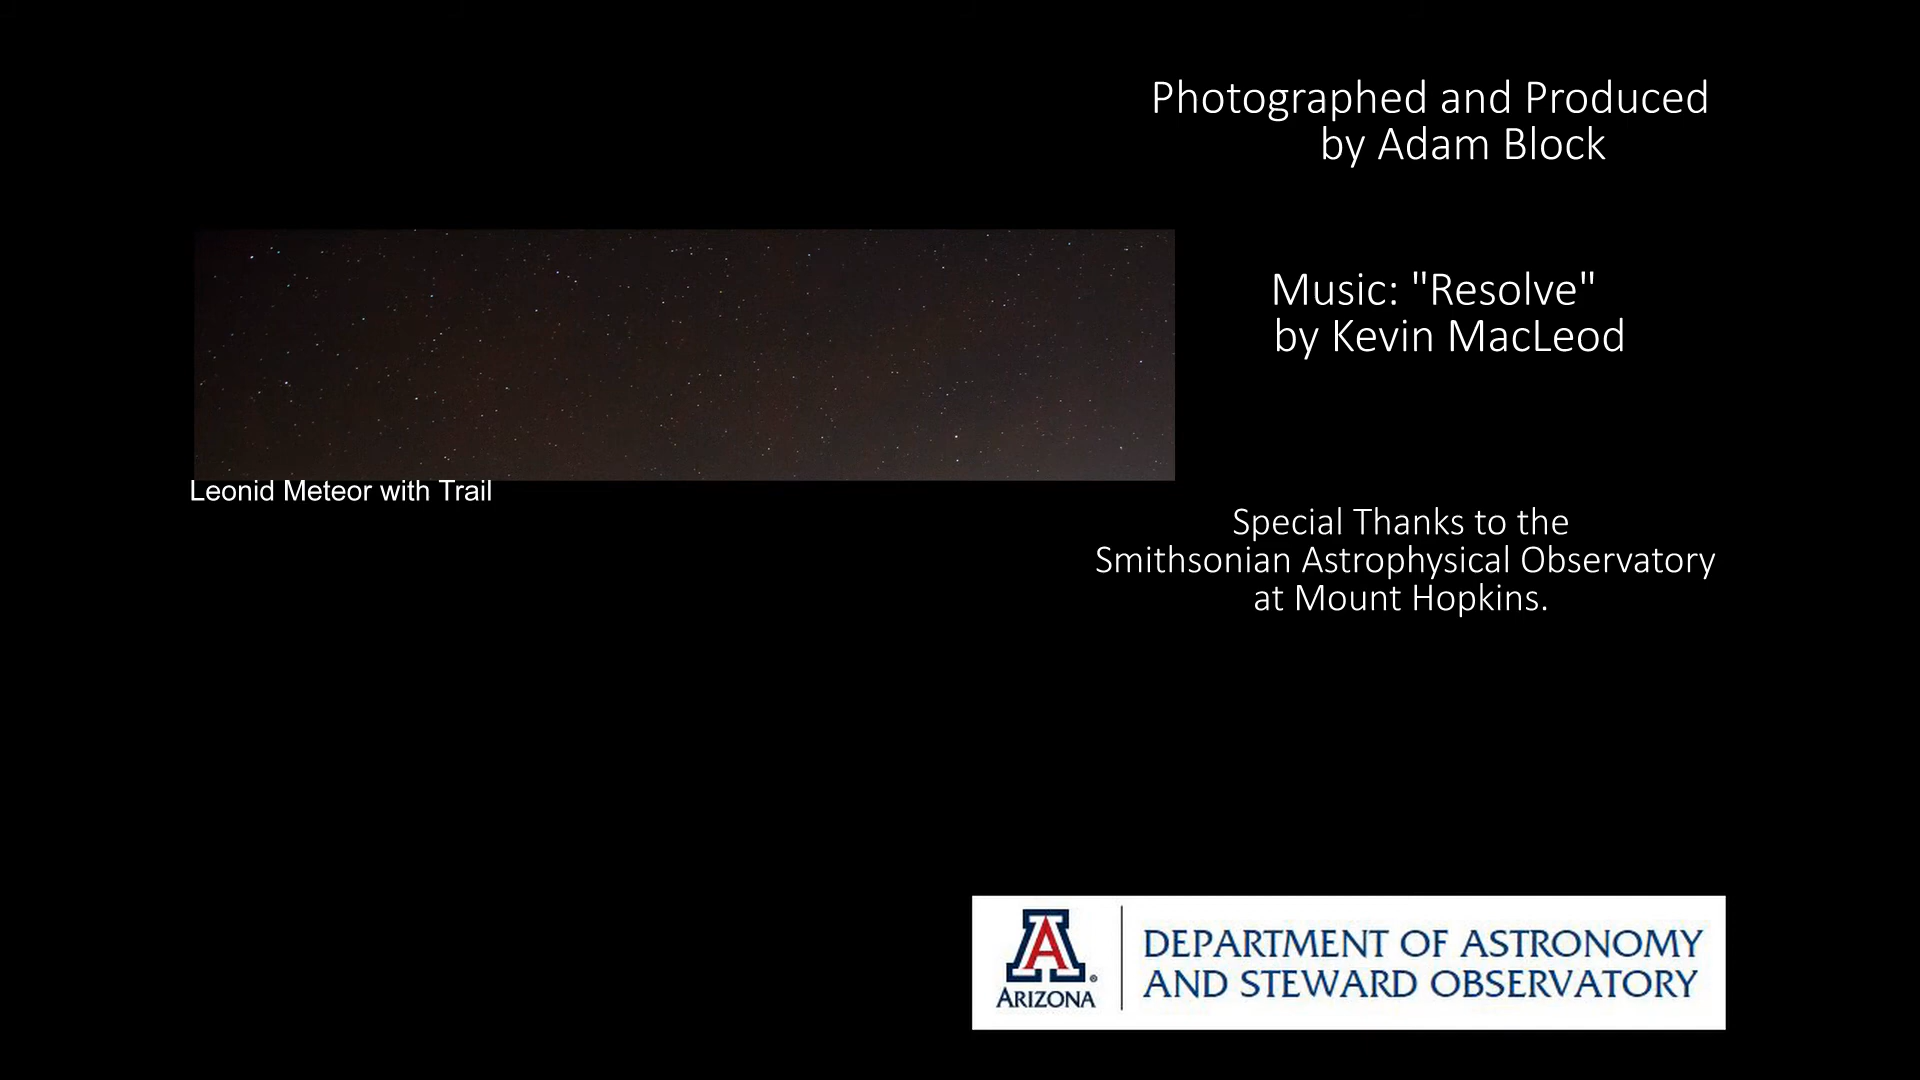 Photographed and Produced
by Adam Block
Music: "Resolve"
by Kevin MacLeod
Leonid Meteor with Trail
Special Thanks to the
Smithsonian Astrophysical Observatory
at Mount Hopkins.
A®
ARIZONA
DEPARTMENT OF ASTRONOMY
AND STEWARD OBSERVATORY